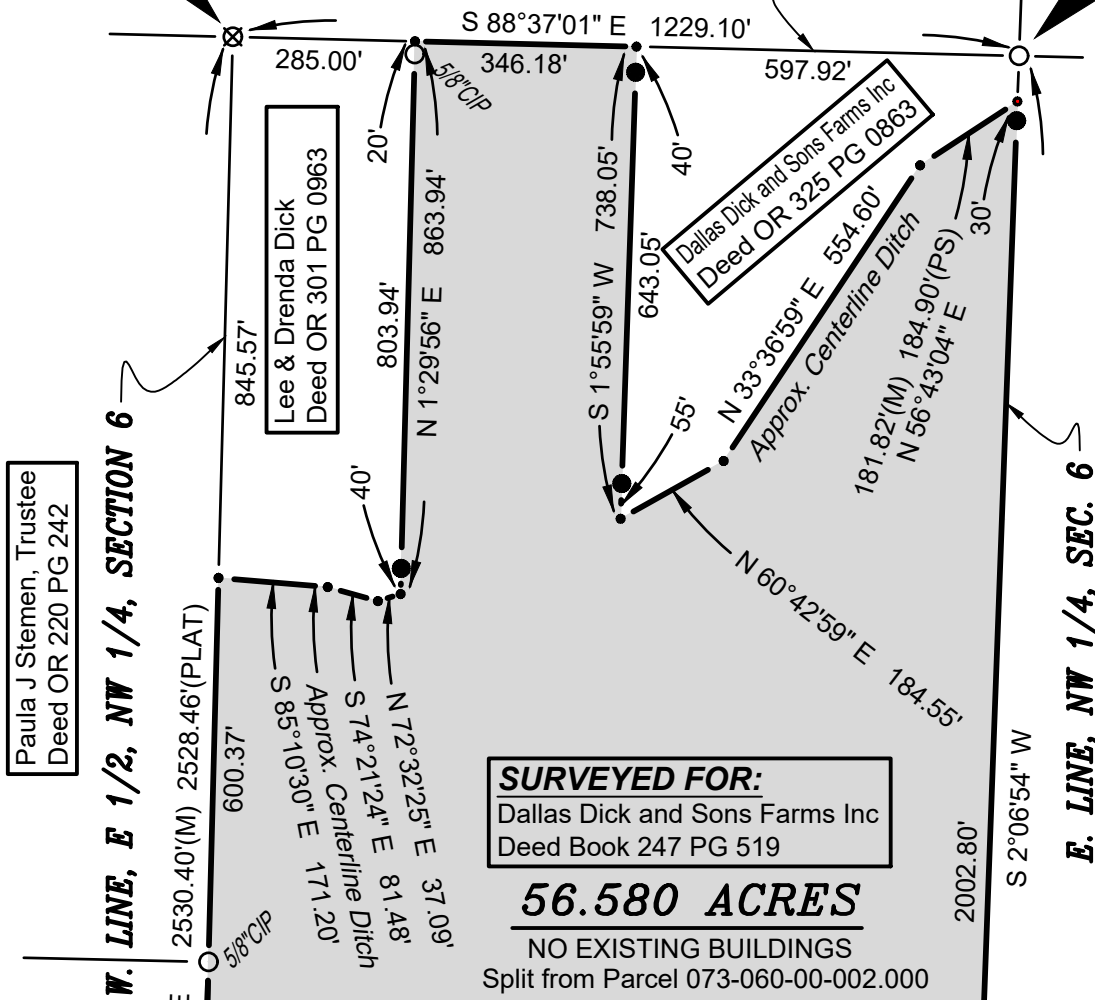 S 88°37'01" E 1229.10'
285.00'
346.18'
597.92'
5/8"CIP
20'
40'
30'
Lee & Drenda Dick
Deed OR 301 PG 0963
Dallas Dick and Sons Farms Inc
Deed OR 325 PG 0863
845.57'
803.94'
N 1°29'56" E 863.94'
S 1°55'59" W 738.05'
643.05'
N 33°36'59" E 554.60'
Approx. Centerline Ditch
181.82'(M) 184.90'(PS)
N 56°43'04" E
55'
40'
N 60°42'59" E 184.55'
Paula J Stemen, Trustee
Deed OR 220 PG 242
W. LINE, E 1/2, NW 1/4, SECTION 6
E. LINE, NW 1/4, SEC. 6
2530.40'(M) 2528.46'(PLAT)
600.37'
S 85°10'30" E 171.20'
Approx. Centerline Ditch
S 74°21'24" E 81.48'
N 72°32'25" E 37.09'
S 2°06'54" W
2002.80'
SURVEYED FOR:
Dallas Dick and Sons Farms Inc
Deed Book 247 PG 519
56.580 ACRES
NO EXISTING BUILDINGS
Split from Parcel 073-060-00-002.000
5/8"CIP
E